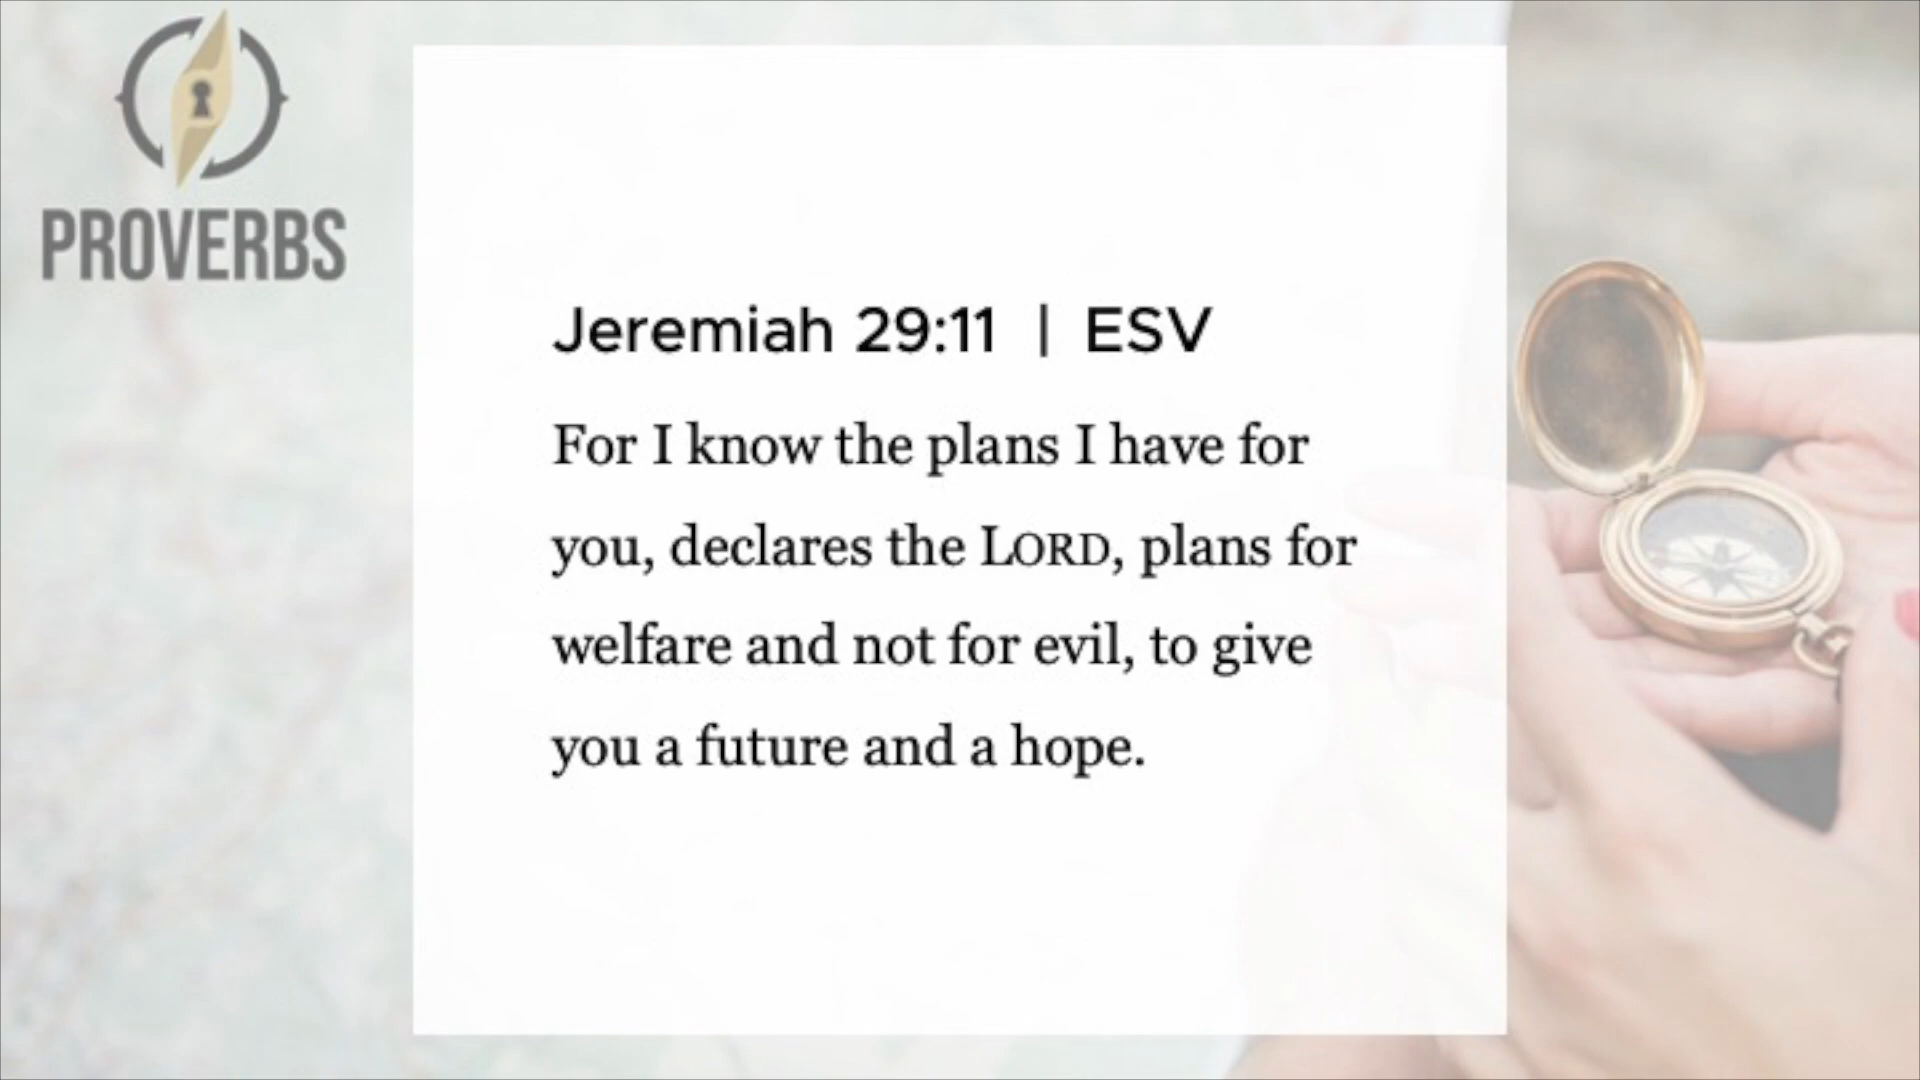 PROVERBS
Jeremiah 29:11 | ESV
For I know the plans I have for
you, declares the LORD, plans for
welfare and not for evil, to give
you a future and a hope.